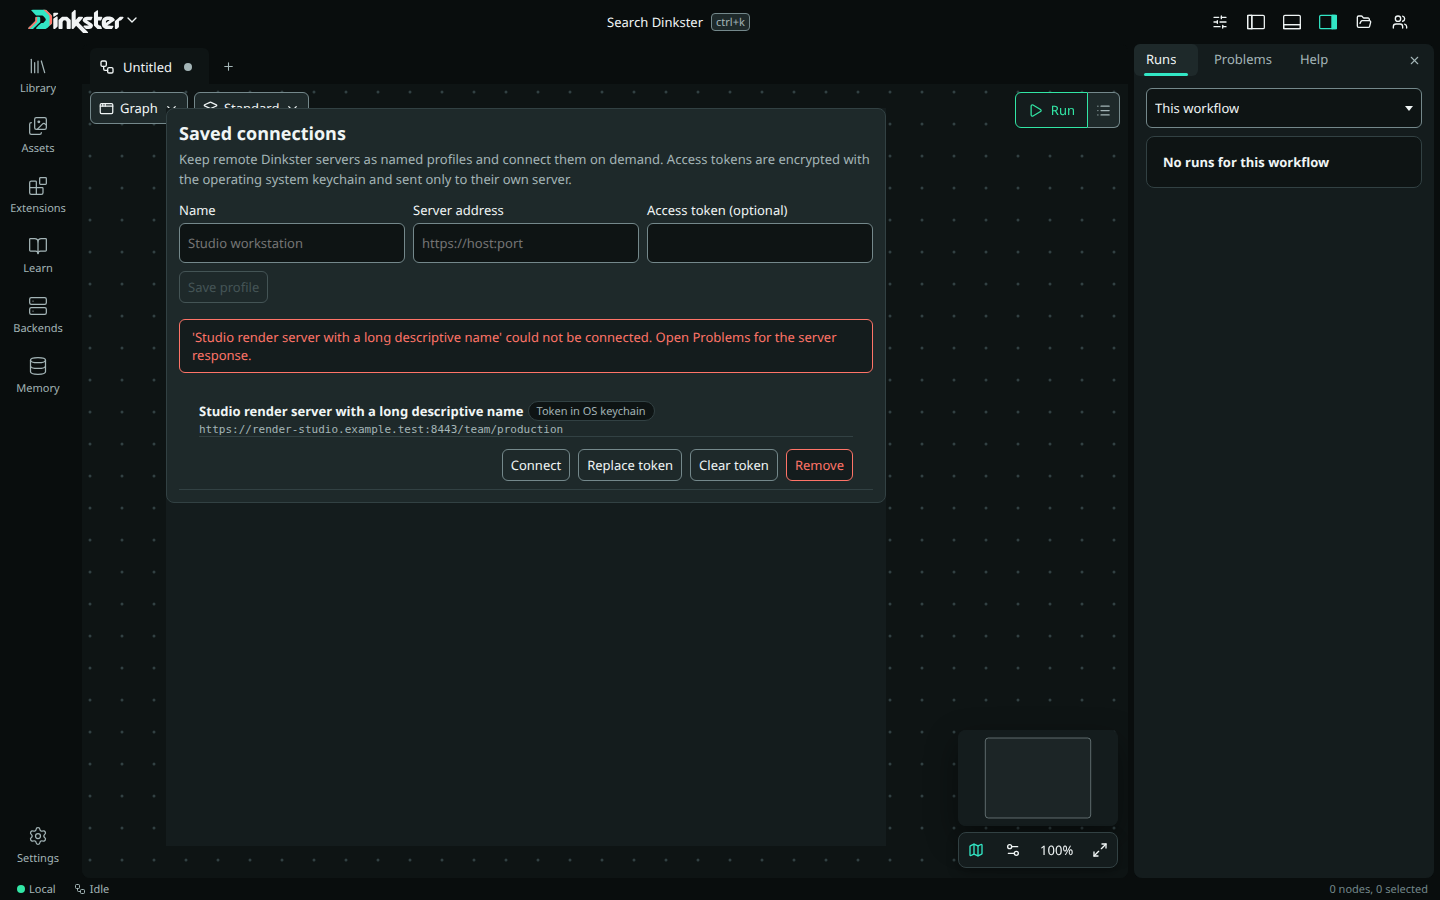 Dinkster
Search Dinkster ctrl+k
Library
Assets
Extensions
Learn
Backends
Memory
Settings
Untitled
Graph
Standard
Run
Saved connections
Keep remote Dinkster servers as named profiles and connect them on demand. Access tokens are encrypted with
the operating system keychain and sent only to their own server.
Name
Server address
Access token (optional)
Studio workstation
https://host:port
Save profile
'Studio render server with a long descriptive name' could not be connected. Open Problems for the server
response.
Studio render server with a long descriptive name Token in OS keychain
https://render-studio.example.test:8443/team/production
Connect
Replace token
Clear token
Remove
100%
Runs
Problems
Help
This workflow
No runs for this workflow
Local
Idle
0 nodes, 0 selected